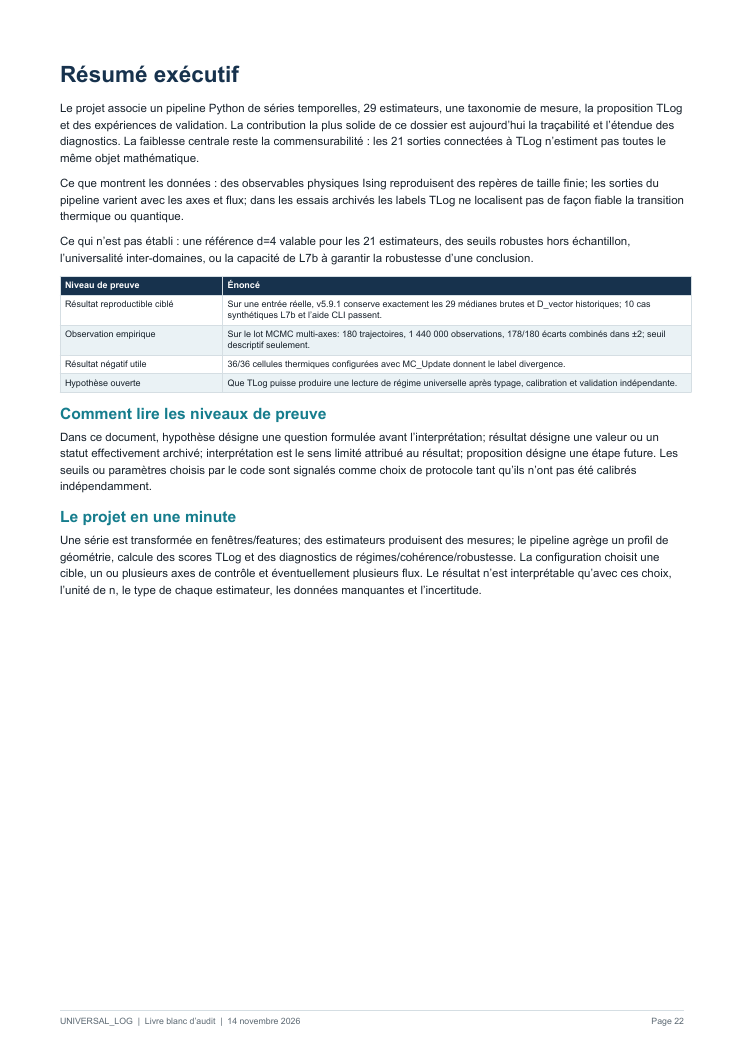 Résumé exécutif
Le projet associe un pipeline Python de séries temporelles, 29 estimateurs, une taxonomie de mesure, la proposition TLog
et des expériences de validation. La contribution la plus solide de ce dossier est aujourd’hui la traçabilité et l’étendue des
diagnostics. La faiblesse centrale reste la commensurabilité : les 21 sorties connectées à TLog n’estiment pas toutes le
même objet mathématique.
Ce que montrent les données : des observables physiques Ising reproduisent des repères de taille finie; les sorties du
pipeline varient avec les axes et flux; dans les essais archivés les labels TLog ne localisent pas de façon fiable la transition
thermique ou quantique.
Ce qui n’est pas établi : une référence d=4 valable pour les 21 estimateurs, des seuils robustes hors échantillon,
l’universalité inter-domaines, ou la capacité de L7b à garantir la robustesse d’une conclusion.
Niveau de preuve Énoncé
Résultat reproductible ciblé Sur une entrée réelle, v5.9.1 conserve exactement les 29 médianes brutes et D_vector historiques; 10 cas
synthétiques L7b et l’aide CLI passent.
Observation empirique Sur le lot MCMC multi-axes: 180 trajectoires, 1 440 000 observations, 178/180 écarts combinés dans ±2; seuil
descriptif seulement.
Résultat négatif utile 36/36 cellules thermiques configurées avec MC_Update donnent le label divergence.
Hypothèse ouverte Que TLog puisse produire une lecture de régime universelle après typage, calibration et validation indépendante.
Comment lire les niveaux de preuve
Dans ce document, hypothèse désigne une question formulée avant l’interprétation; résultat désigne une valeur ou un
statut effectivement archivé; interprétation est le sens limité attribué au résultat; proposition désigne une étape future. Les
seuils ou paramètres choisis par le code sont signalés comme choix de protocole tant qu’ils n’ont pas été calibrés
indépendamment.
Le projet en une minute
Une série est transformée en fenêtres/features; des estimateurs produisent des mesures; le pipeline agrège un profil de
géométrie, calcule des scores TLog et des diagnostics de régimes/cohérence/robustesse. La configuration choisit une
cible, un ou plusieurs axes de contrôle et éventuellement plusieurs flux. Le résultat n’est interprétable qu’avec ces choix,
l’unité de n, le type de chaque estimateur, les données manquantes et l’incertitude.
UNIVERSAL_LOG | Livre blanc d’audit | 14 novembre 2026 Page 22